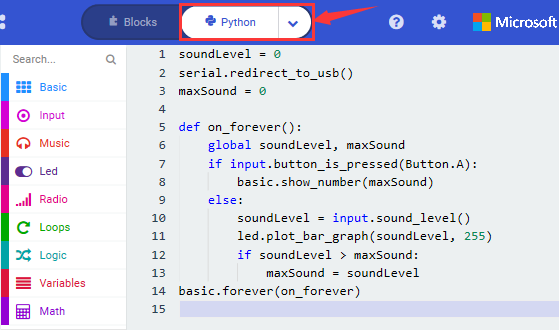 Blocks
Python
Microsoft
Search...
Basic
Input
Music
Led
Radio
Loops
Logic
Variables
Math
1 soundLevel = 0
2 serial.redirect_to_usb()
3 maxSound = 0
4
5 def on_forever():
6     global soundLevel, maxSound
7     if input.button_is_pressed(Button.A):
8         basic.show_number(maxSound)
9     else:
10         soundLevel = input.sound_level()
11         led.plot_bar_graph(soundLevel, 255)
12         if soundLevel > maxSound:
13             maxSound = soundLevel
14 basic.forever(on_forever)
15